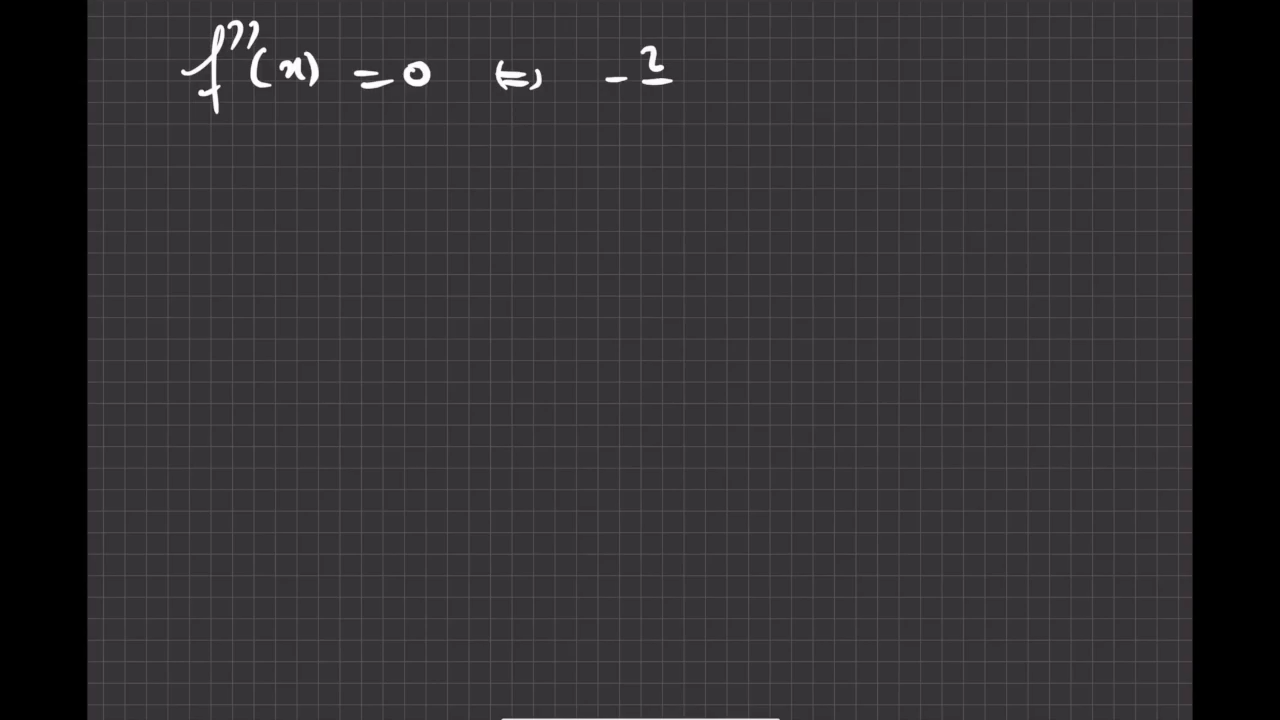 f''(x) = 0 ⇔ - 2